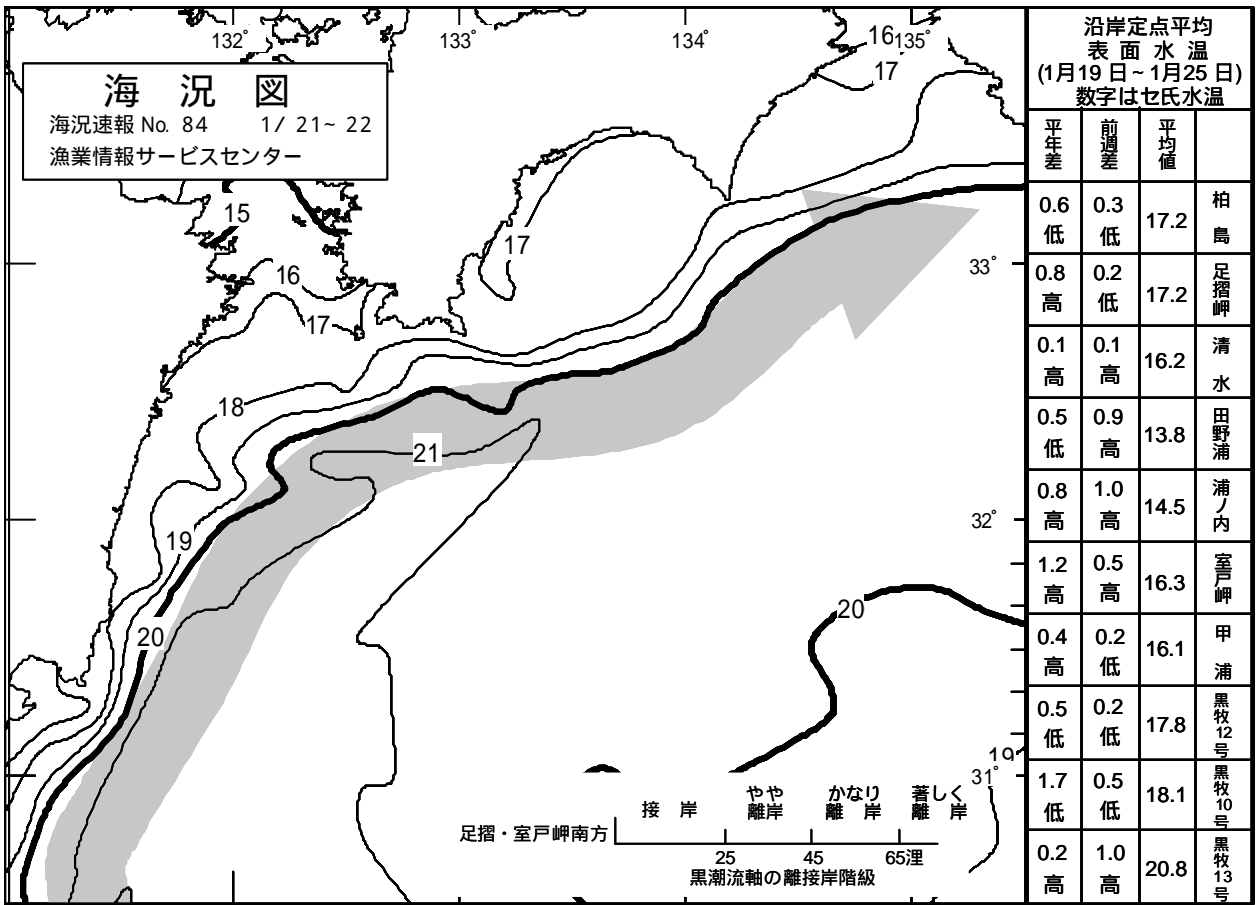 海 況 図
海況速報 No. 84 1/ 21~ 22
漁業情報サービスセンター
132° 133° 134° 135°
16
17
15
16
17
17
18
19
20
21
20
19
33°
32°
31°
接 岸 やや離岸 かなり離岸 著しく離岸
足摺・室戸岬南方
25 45 65浬
黒潮流軸の離接岸階級
沿岸定点平均
表 面 水 温
(1月19 日~ 1月25 日)
数字はセ氏水温
平年差 前週差 平均値
0.6低 0.3低 17.2 柏島
0.8高 0.2低 17.2 足摺岬
0.1高 0.1高 16.2 清水
0.5低 0.9高 13.8 田野浦
0.8高 1.0高 14.5 浦ノ内
1.2高 0.5高 16.3 室戸岬
0.4高 0.2低 16.1 甲浦
0.5低 0.2低 17.8 黒牧12号
1.7低 0.5低 18.1 黒牧10号
0.2高 1.0高 20.8 黒牧13号